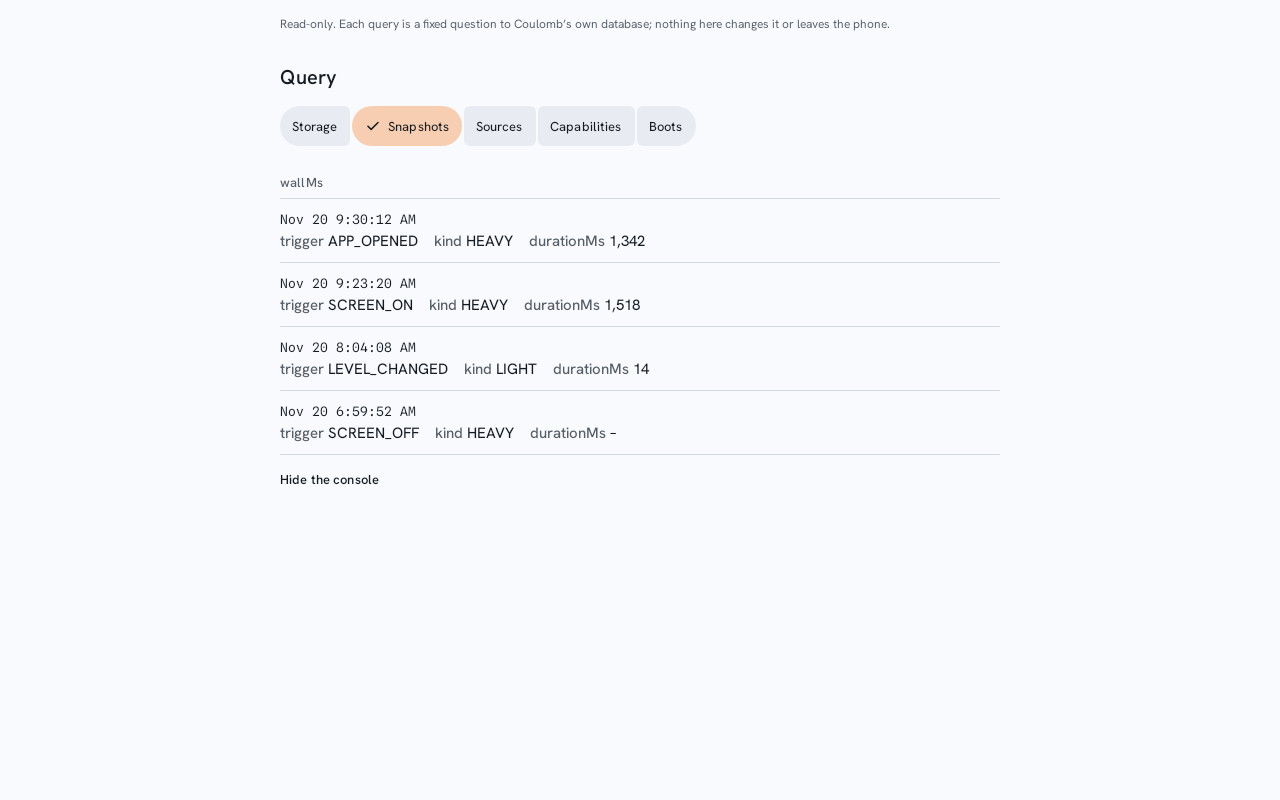 Read-only. Each query is a fixed question to Coulomb’s own database; nothing here changes it or leaves the phone.
Query
Storage Snapshots Sources Capabilities Boots
wallMs
Nov 20 9:30:12 AM
trigger APP_OPENED kind HEAVY durationMs 1,342
Nov 20 9:23:20 AM
trigger SCREEN_ON kind HEAVY durationMs 1,518
Nov 20 8:04:08 AM
trigger LEVEL_CHANGED kind LIGHT durationMs 14
Nov 20 6:59:52 AM
trigger SCREEN_OFF kind HEAVY durationMs –
Hide the console